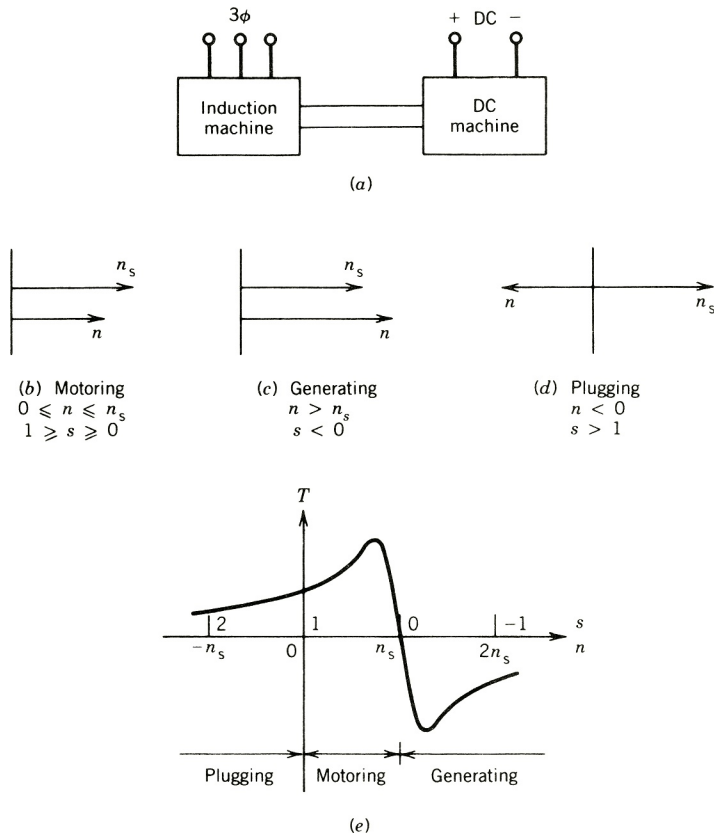 3ϕ
+ DC −
Induction machine
DC machine
(a)
n_s
n
n_s
n
n
n_s
(b) Motoring
0 ⩽ n ⩽ n_s
1 ⩾ s ⩾ 0
(c) Generating
n > n_s
s < 0
(d) Plugging
n < 0
s > 1
T
2 1 0 −1 s
−n_s 0 n_s 2n_s n
Plugging Motoring Generating
(e)